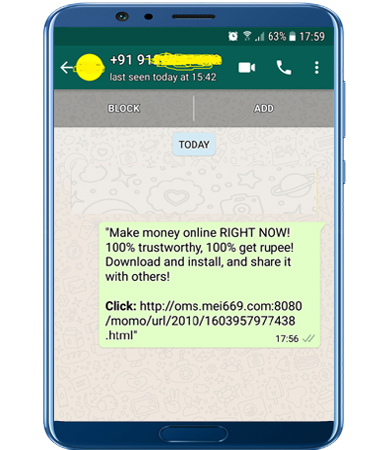 63% 17:59
+91 91
last seen today at 15:42
BLOCK ADD
TODAY
"Make money online RIGHT NOW!
100% trustworthy, 100% get rupee!
Download and install, and share it
with others!
Click: http://oms.mei669.com:8080
/momo/url/2010/1603957977438
.html"
17:56